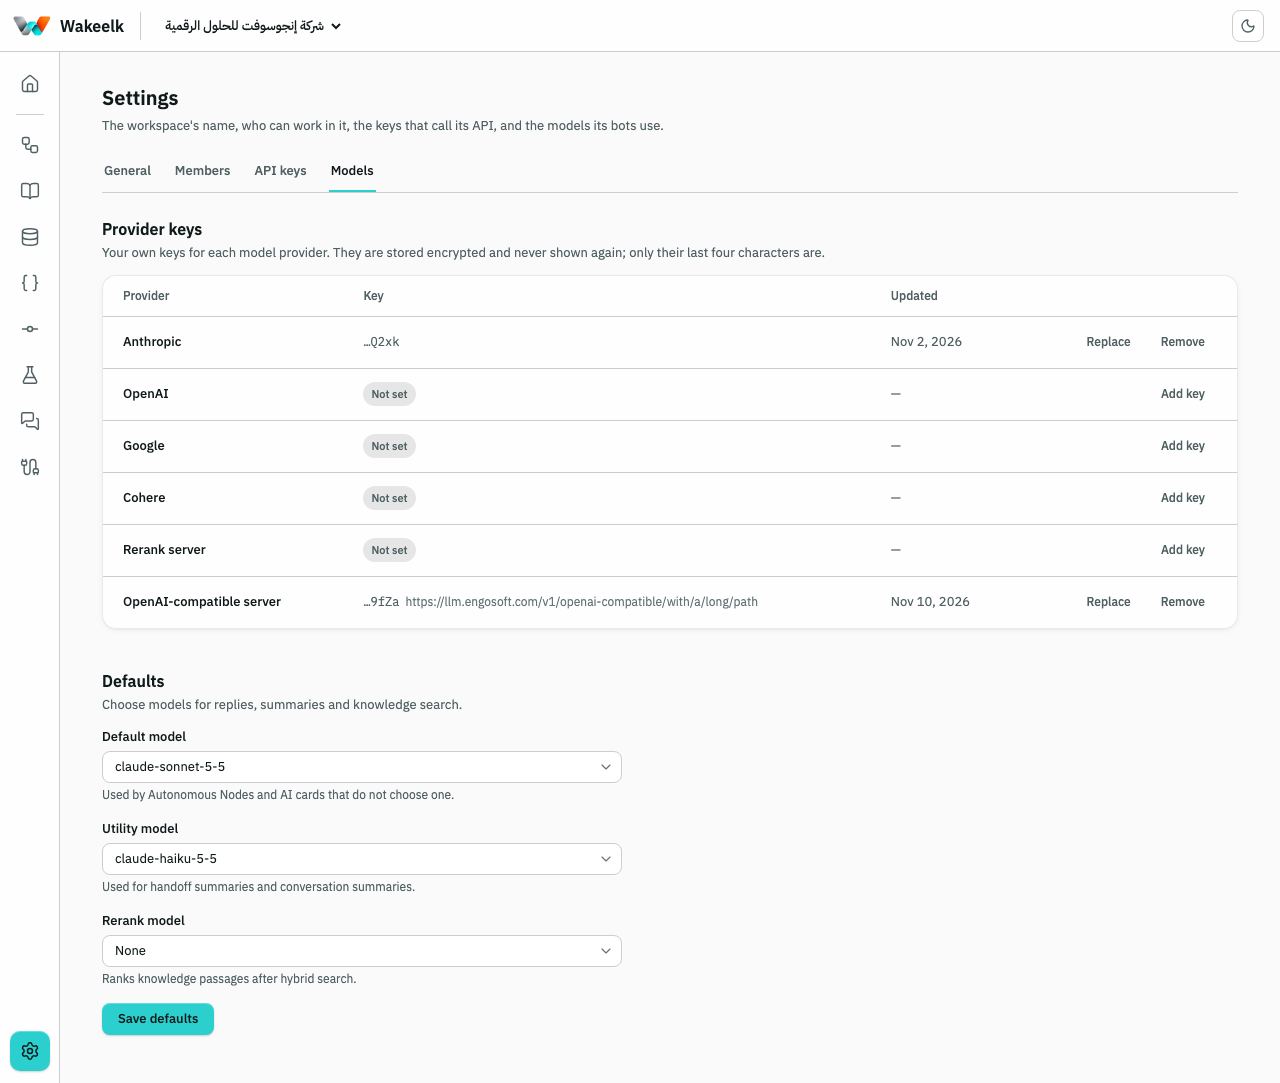 Wakeelk
شركة إنجوسوفت للحلول الرقمية
Settings
The workspace's name, who can work in it, the keys that call its API, and the models its bots use.
General Members API keys Models
Provider keys
Your own keys for each model provider. They are stored encrypted and never shown again; only their last four characters are.
Provider Key Updated
Anthropic …Q2xk Nov 2, 2026 Replace Remove
OpenAI Not set — Add key
Google Not set — Add key
Cohere Not set — Add key
Rerank server Not set — Add key
OpenAI-compatible server …9fZa https://llm.engosoft.com/v1/openai-compatible/with/a/long/path Nov 10, 2026 Replace Remove
Defaults
Choose models for replies, summaries and knowledge search.
Default model
claude-sonnet-5-5
Used by Autonomous Nodes and AI cards that do not choose one.
Utility model
claude-haiku-5-5
Used for handoff summaries and conversation summaries.
Rerank model
None
Ranks knowledge passages after hybrid search.
Save defaults